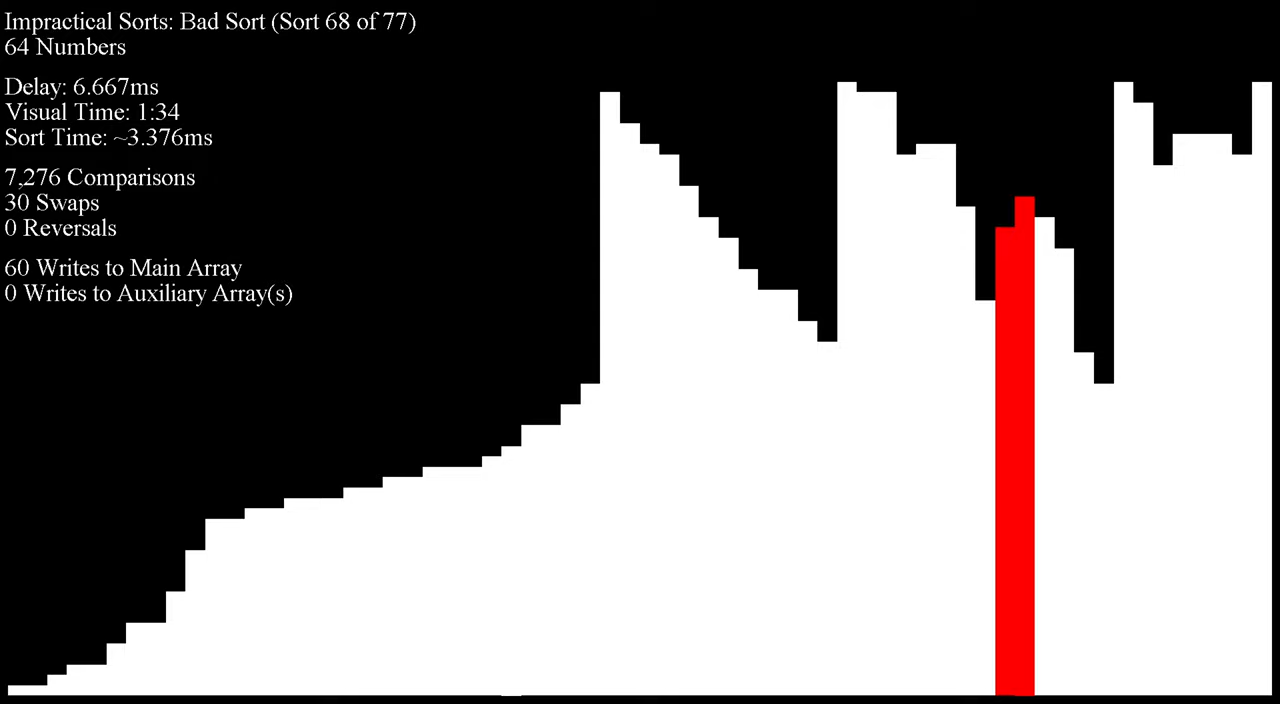 Impractical Sorts: Bad Sort (Sort 68 of 77)
64 Numbers
Delay: 6.667ms
Visual Time: 1:34
Sort Time: ~3.376ms
7,276 Comparisons
30 Swaps
0 Reversals
60 Writes to Main Array
0 Writes to Auxiliary Array(s)